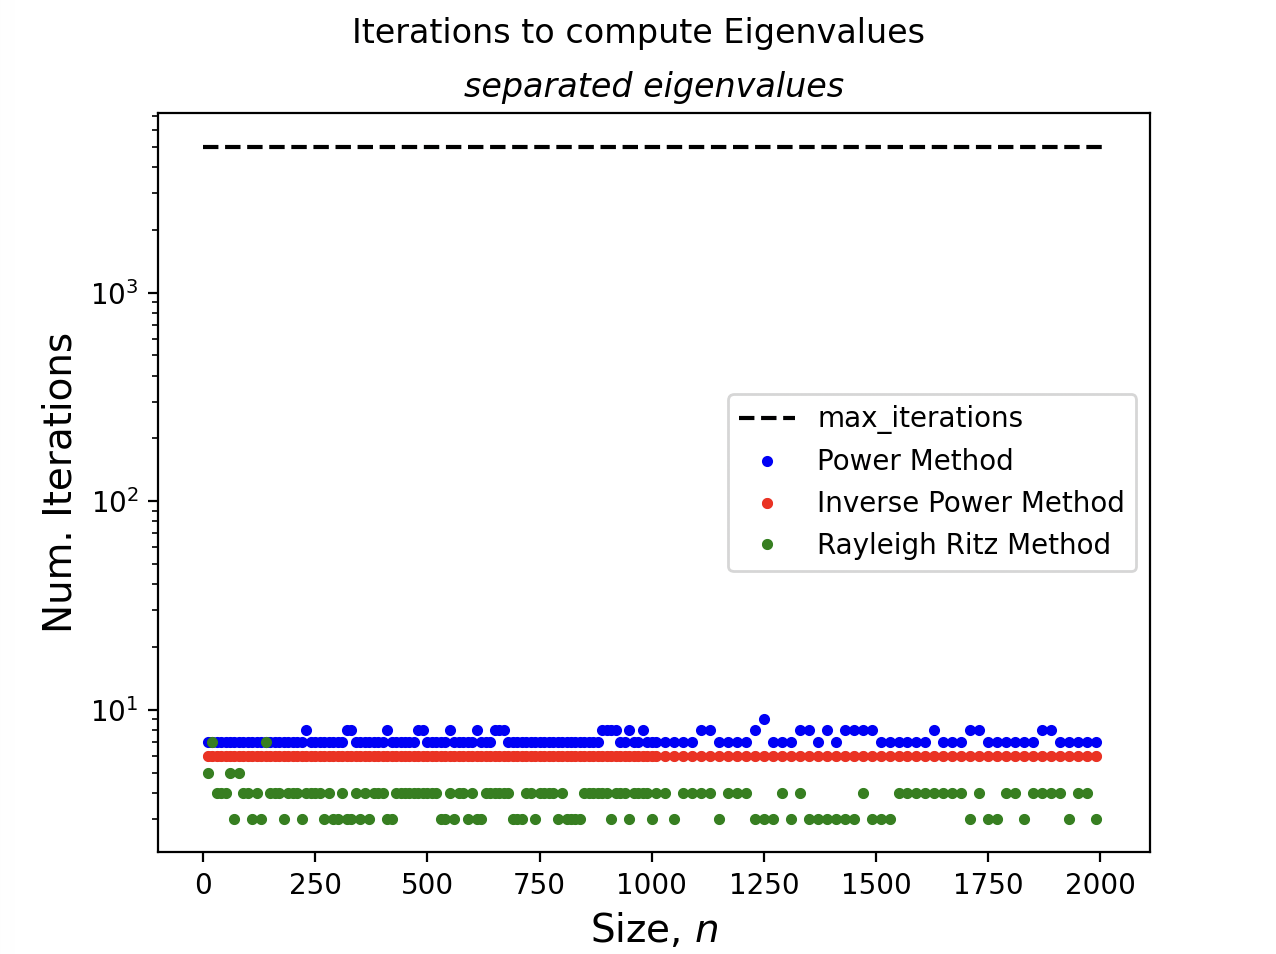 Iterations to compute Eigenvalues
separated eigenvalues
Num. Iterations
10³
10²
10¹
max_iterations
Power Method
Inverse Power Method
Rayleigh Ritz Method
0 250 500 750 1000 1250 1500 1750 2000
Size, n